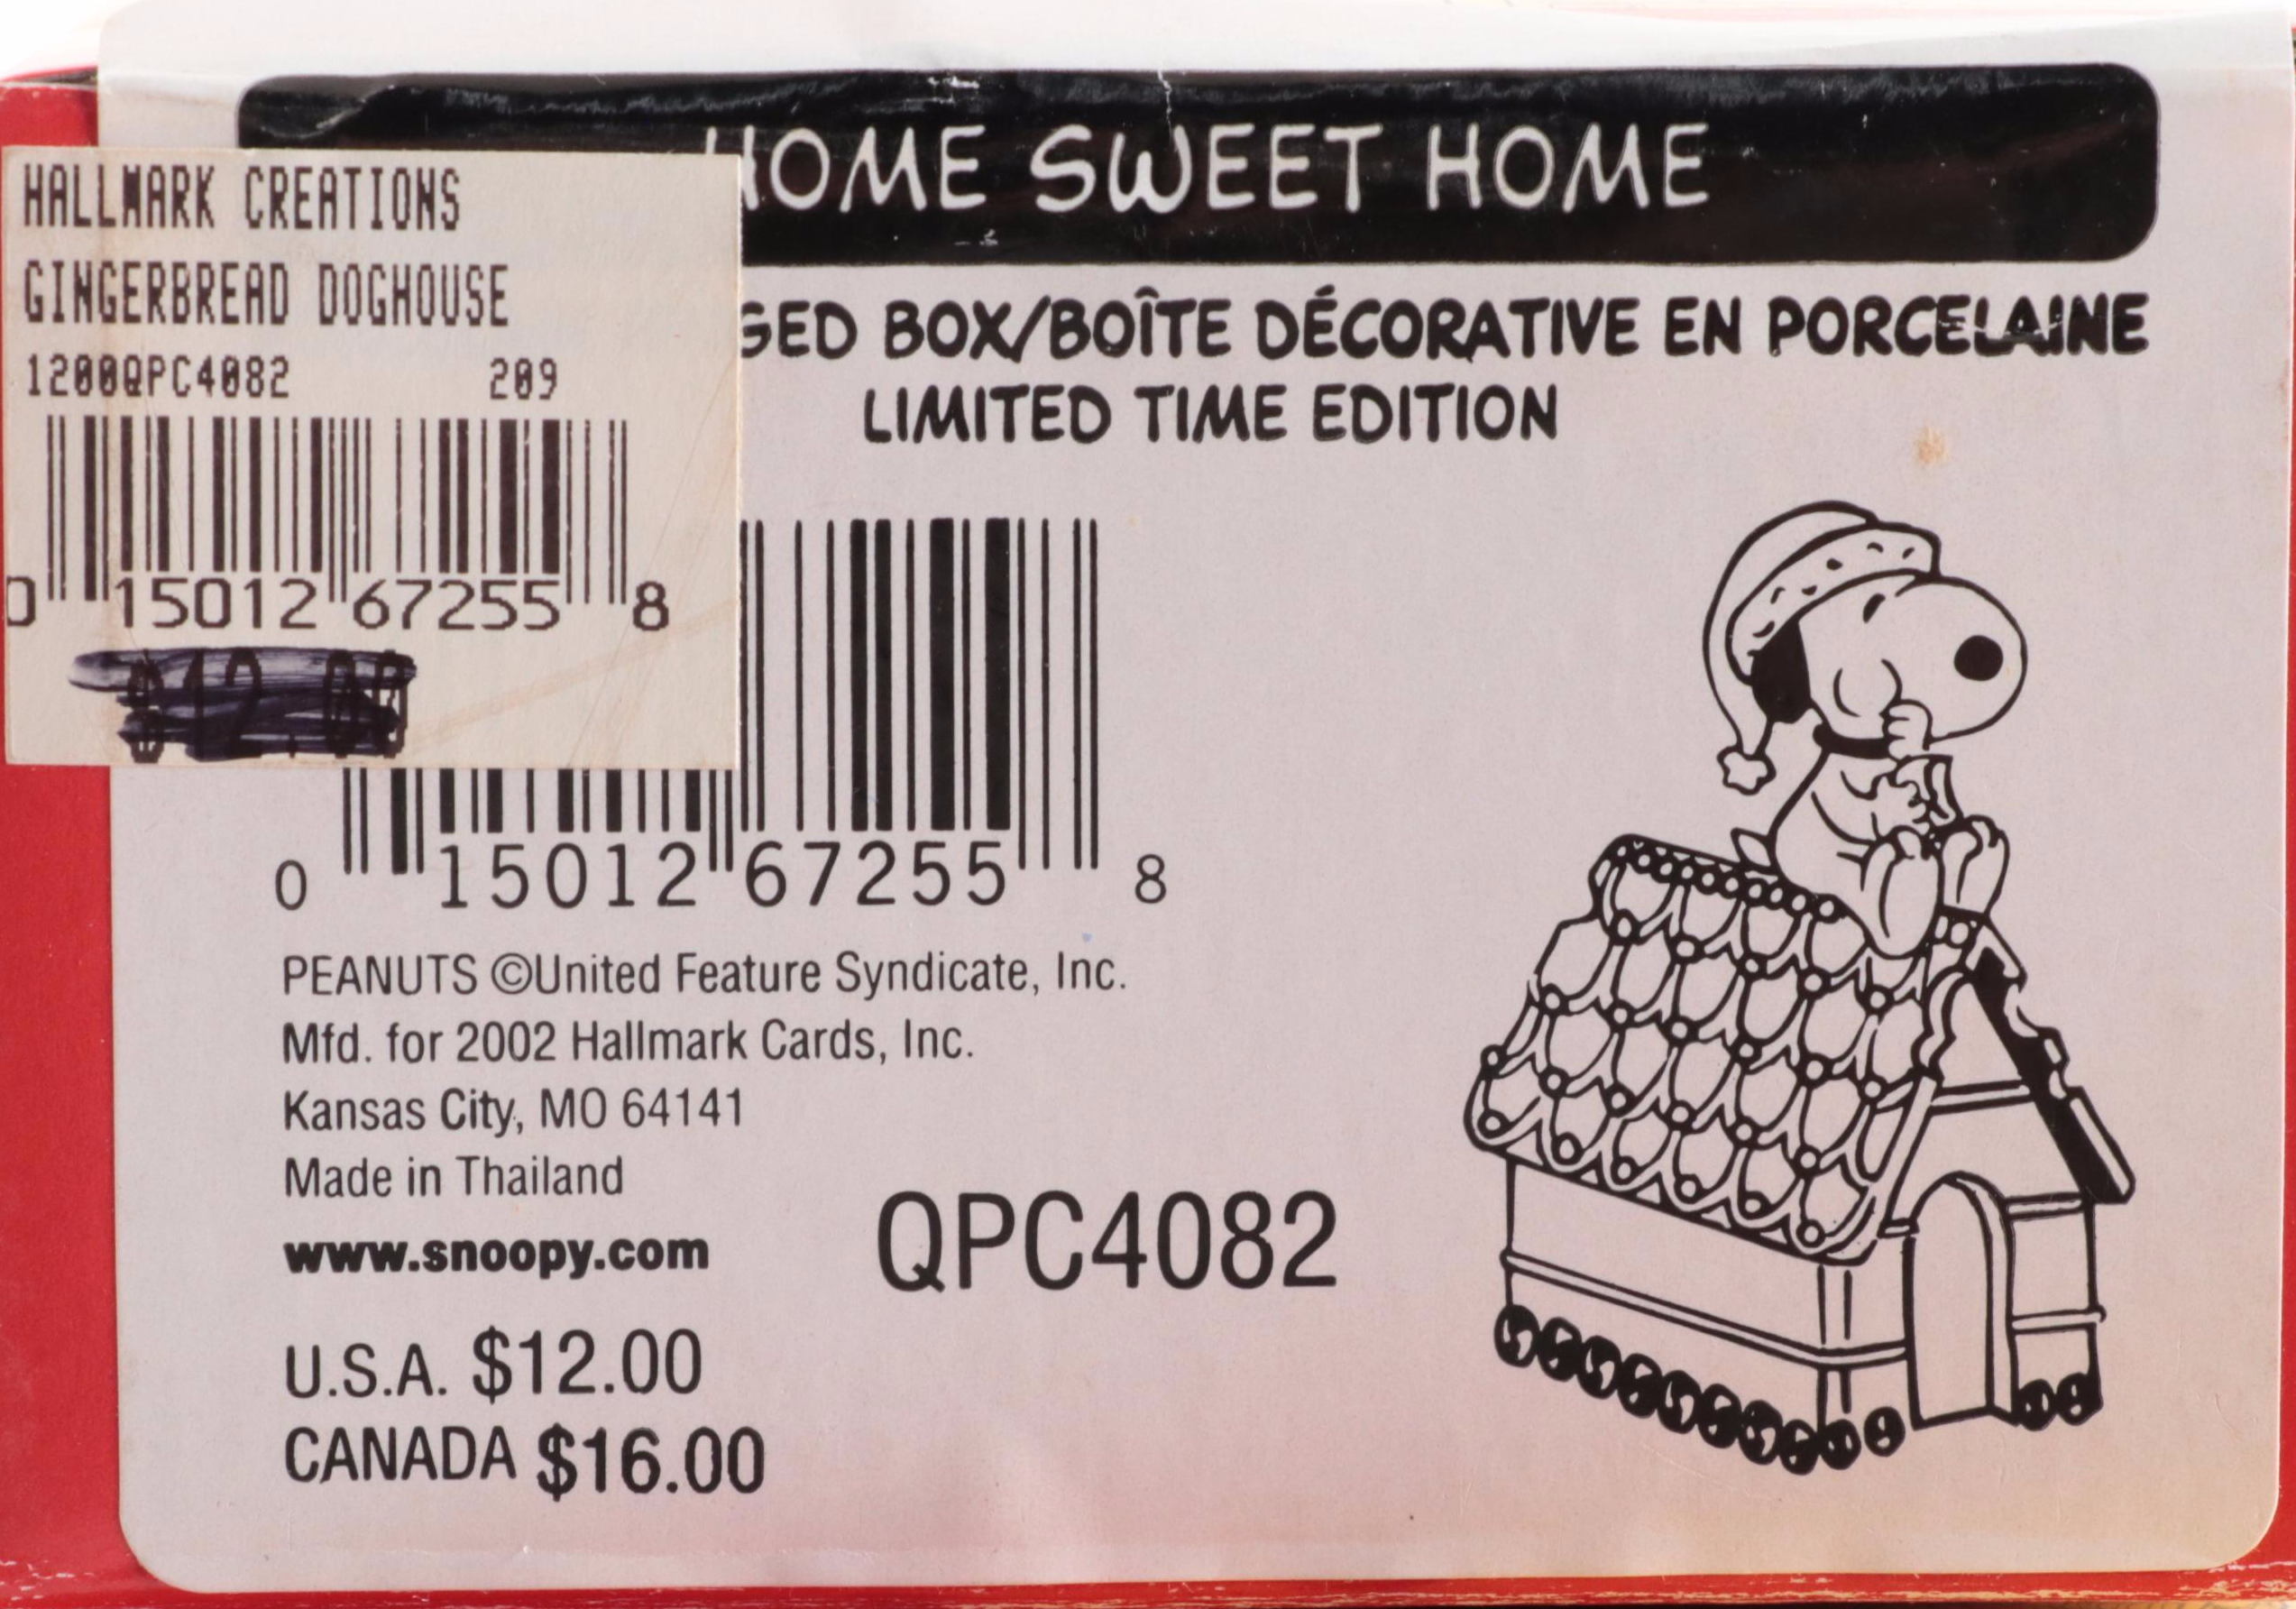 HALLMARK CREATIONS
GINGERBREAD DOGHOUSE
1200QPC4082 209
0 15012 67255 8
HOME SWEET HOME
BOX/BOÎTE DÉCORATIVE EN PORCELAINE
LIMITED TIME EDITION
0 15012 67255 8
PEANUTS ©United Feature Syndicate, Inc.
Mfd. for 2002 Hallmark Cards, Inc.
Kansas City, MO 64141
Made in Thailand
www.snoopy.com
QPC4082
U.S.A. $12.00
CANADA $16.00